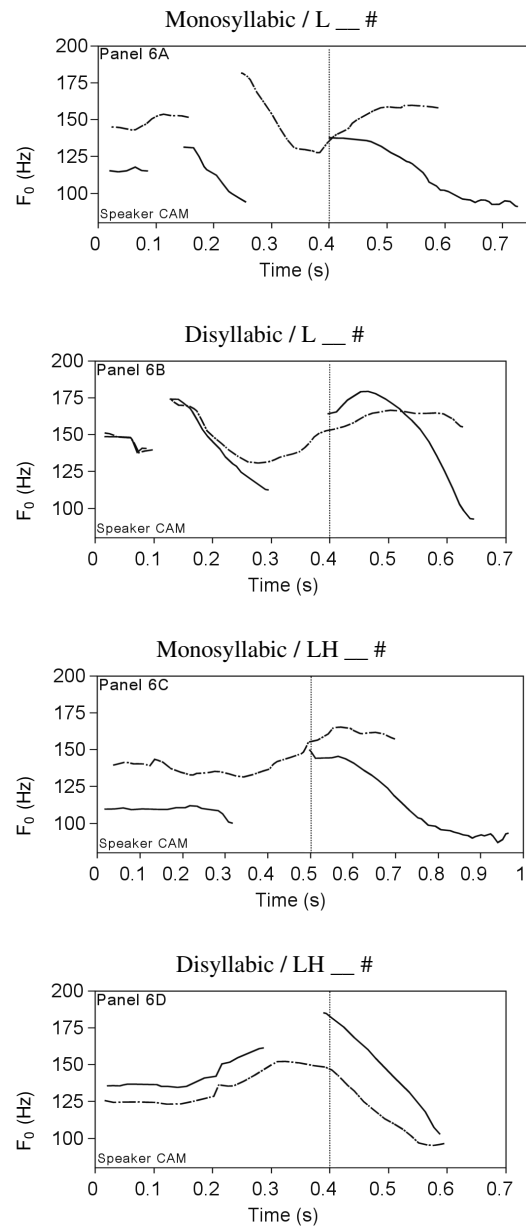 Monosyllabic / L __ #
200
Panel 6A
175
150
125
100
F0 (Hz)
Speaker CAM
0 0.1 0.2 0.3 0.4 0.5 0.6 0.7
Time (s)
Disyllabic / L __ #
200
Panel 6B
175
150
125
100
F0 (Hz)
Speaker CAM
0 0.1 0.2 0.3 0.4 0.5 0.6 0.7
Time (s)
Monosyllabic / LH __ #
200
Panel 6C
175
150
125
100
F0 (Hz)
Speaker CAM
0 0.1 0.2 0.3 0.4 0.5 0.6 0.7 0.8 0.9 1
Time (s)
Disyllabic / LH __ #
200
Panel 6D
175
150
125
100
F0 (Hz)
Speaker CAM
0 0.1 0.2 0.3 0.4 0.5 0.6 0.7
Time (s)